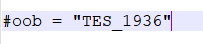 #oob = "TES_1936"